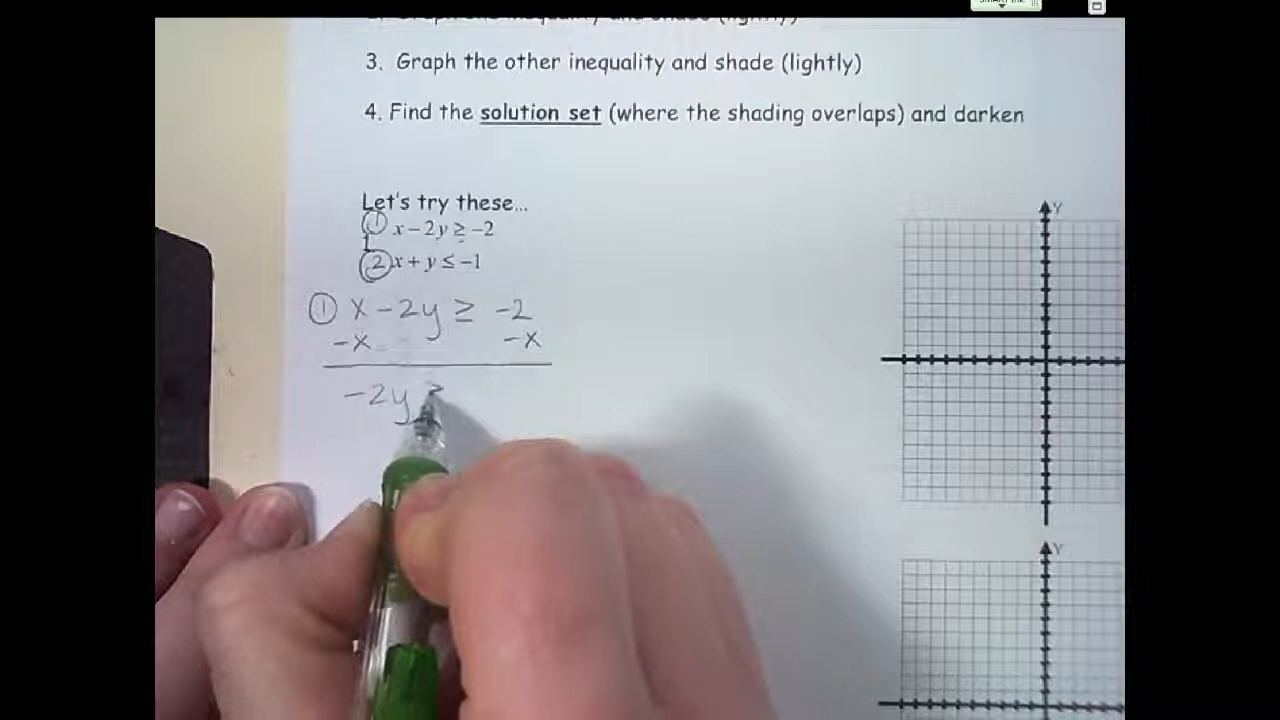 3. Graph the other inequality and shade (lightly)
4. Find the solution set (where the shading overlaps) and darken
Let's try these...
① x − 2y ≥ −2
② x + y ≤ −1
① x − 2y ≥ −2
−x −x
−2y ≥
Y
Y